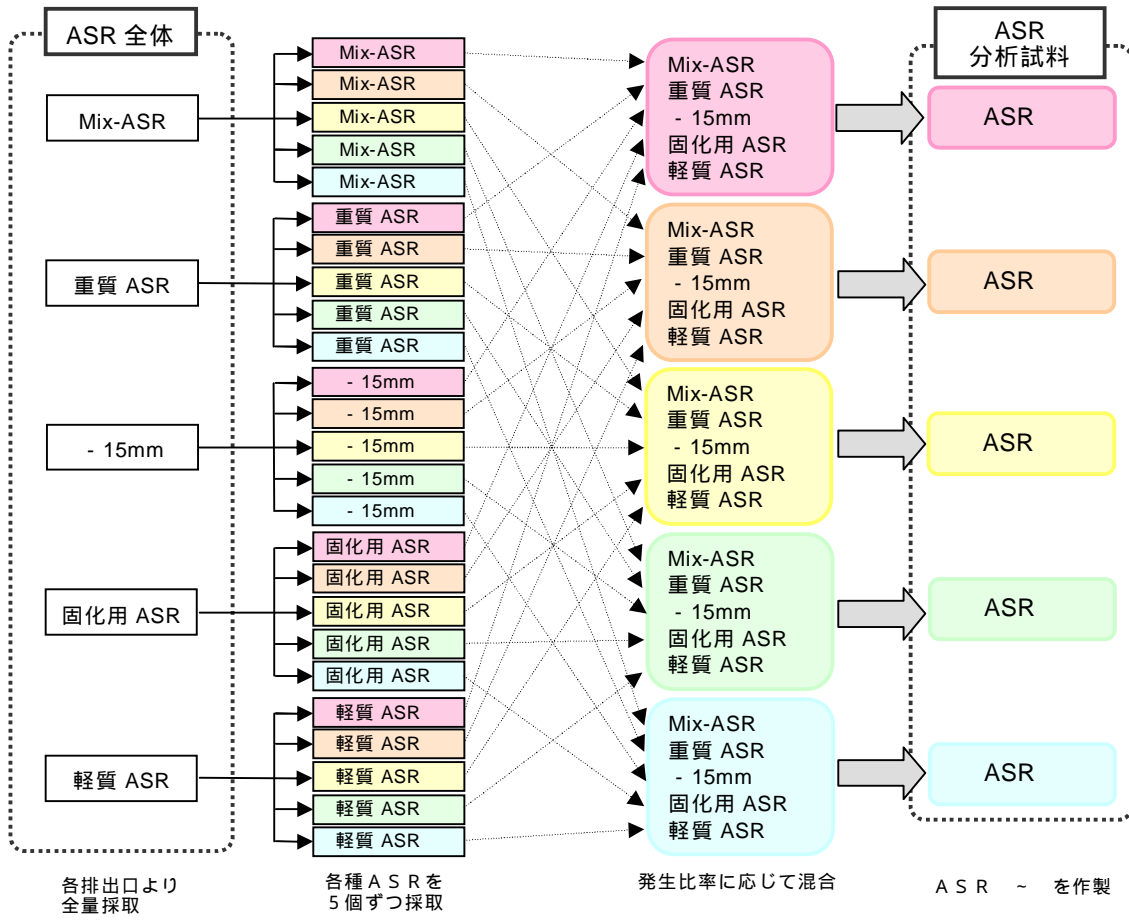 ASR 全体
Mix-ASR
重質 ASR
- 15mm
固化用 ASR
軽質 ASR
各排出口より
全量採取
Mix-ASR
Mix-ASR
Mix-ASR
Mix-ASR
Mix-ASR
重質 ASR
重質 ASR
重質 ASR
重質 ASR
重質 ASR
- 15mm
- 15mm
- 15mm
- 15mm
- 15mm
固化用 ASR
固化用 ASR
固化用 ASR
固化用 ASR
固化用 ASR
軽質 ASR
軽質 ASR
軽質 ASR
軽質 ASR
軽質 ASR
各種ASRを
5個ずつ採取
Mix-ASR
重質 ASR
- 15mm
固化用 ASR
軽質 ASR
Mix-ASR
重質 ASR
- 15mm
固化用 ASR
軽質 ASR
Mix-ASR
重質 ASR
- 15mm
固化用 ASR
軽質 ASR
Mix-ASR
重質 ASR
- 15mm
固化用 ASR
軽質 ASR
Mix-ASR
重質 ASR
- 15mm
固化用 ASR
軽質 ASR
発生比率に応じて混合
ASR
分析試料
ASR
ASR
ASR
ASR
ASR
ASR ~ を作製